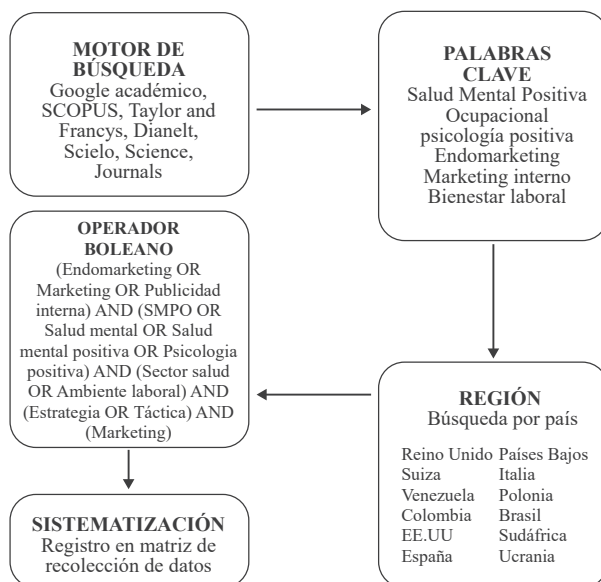 MOTOR DE
BÚSQUEDA
Google académico,
SCOPUS, Taylor and
Francys, Dianelt,
Scielo, Science,
Journals
PALABRAS
CLAVE
Salud Mental Positiva
Ocupacional
psicología positiva
Endomarketing
Marketing interno
Bienestar laboral
REGIÓN
Búsqueda por país
Reino Unido Países Bajos
Suiza Italia
Venezuela Polonia
Colombia Brasil
EE.UU Sudáfrica
España Ucrania
OPERADOR
BOLEANO
(Endomarketing OR
Marketing OR Publicidad
interna) AND (SMPO OR
Salud mental OR Salud
mental positiva OR Psicologia
positiva) AND (Sector salud
OR Ambiente laboral) AND
(Estrategia OR Táctica) AND
(Marketing)
SISTEMATIZACIÓN
Registro en matriz de
recolección de datos